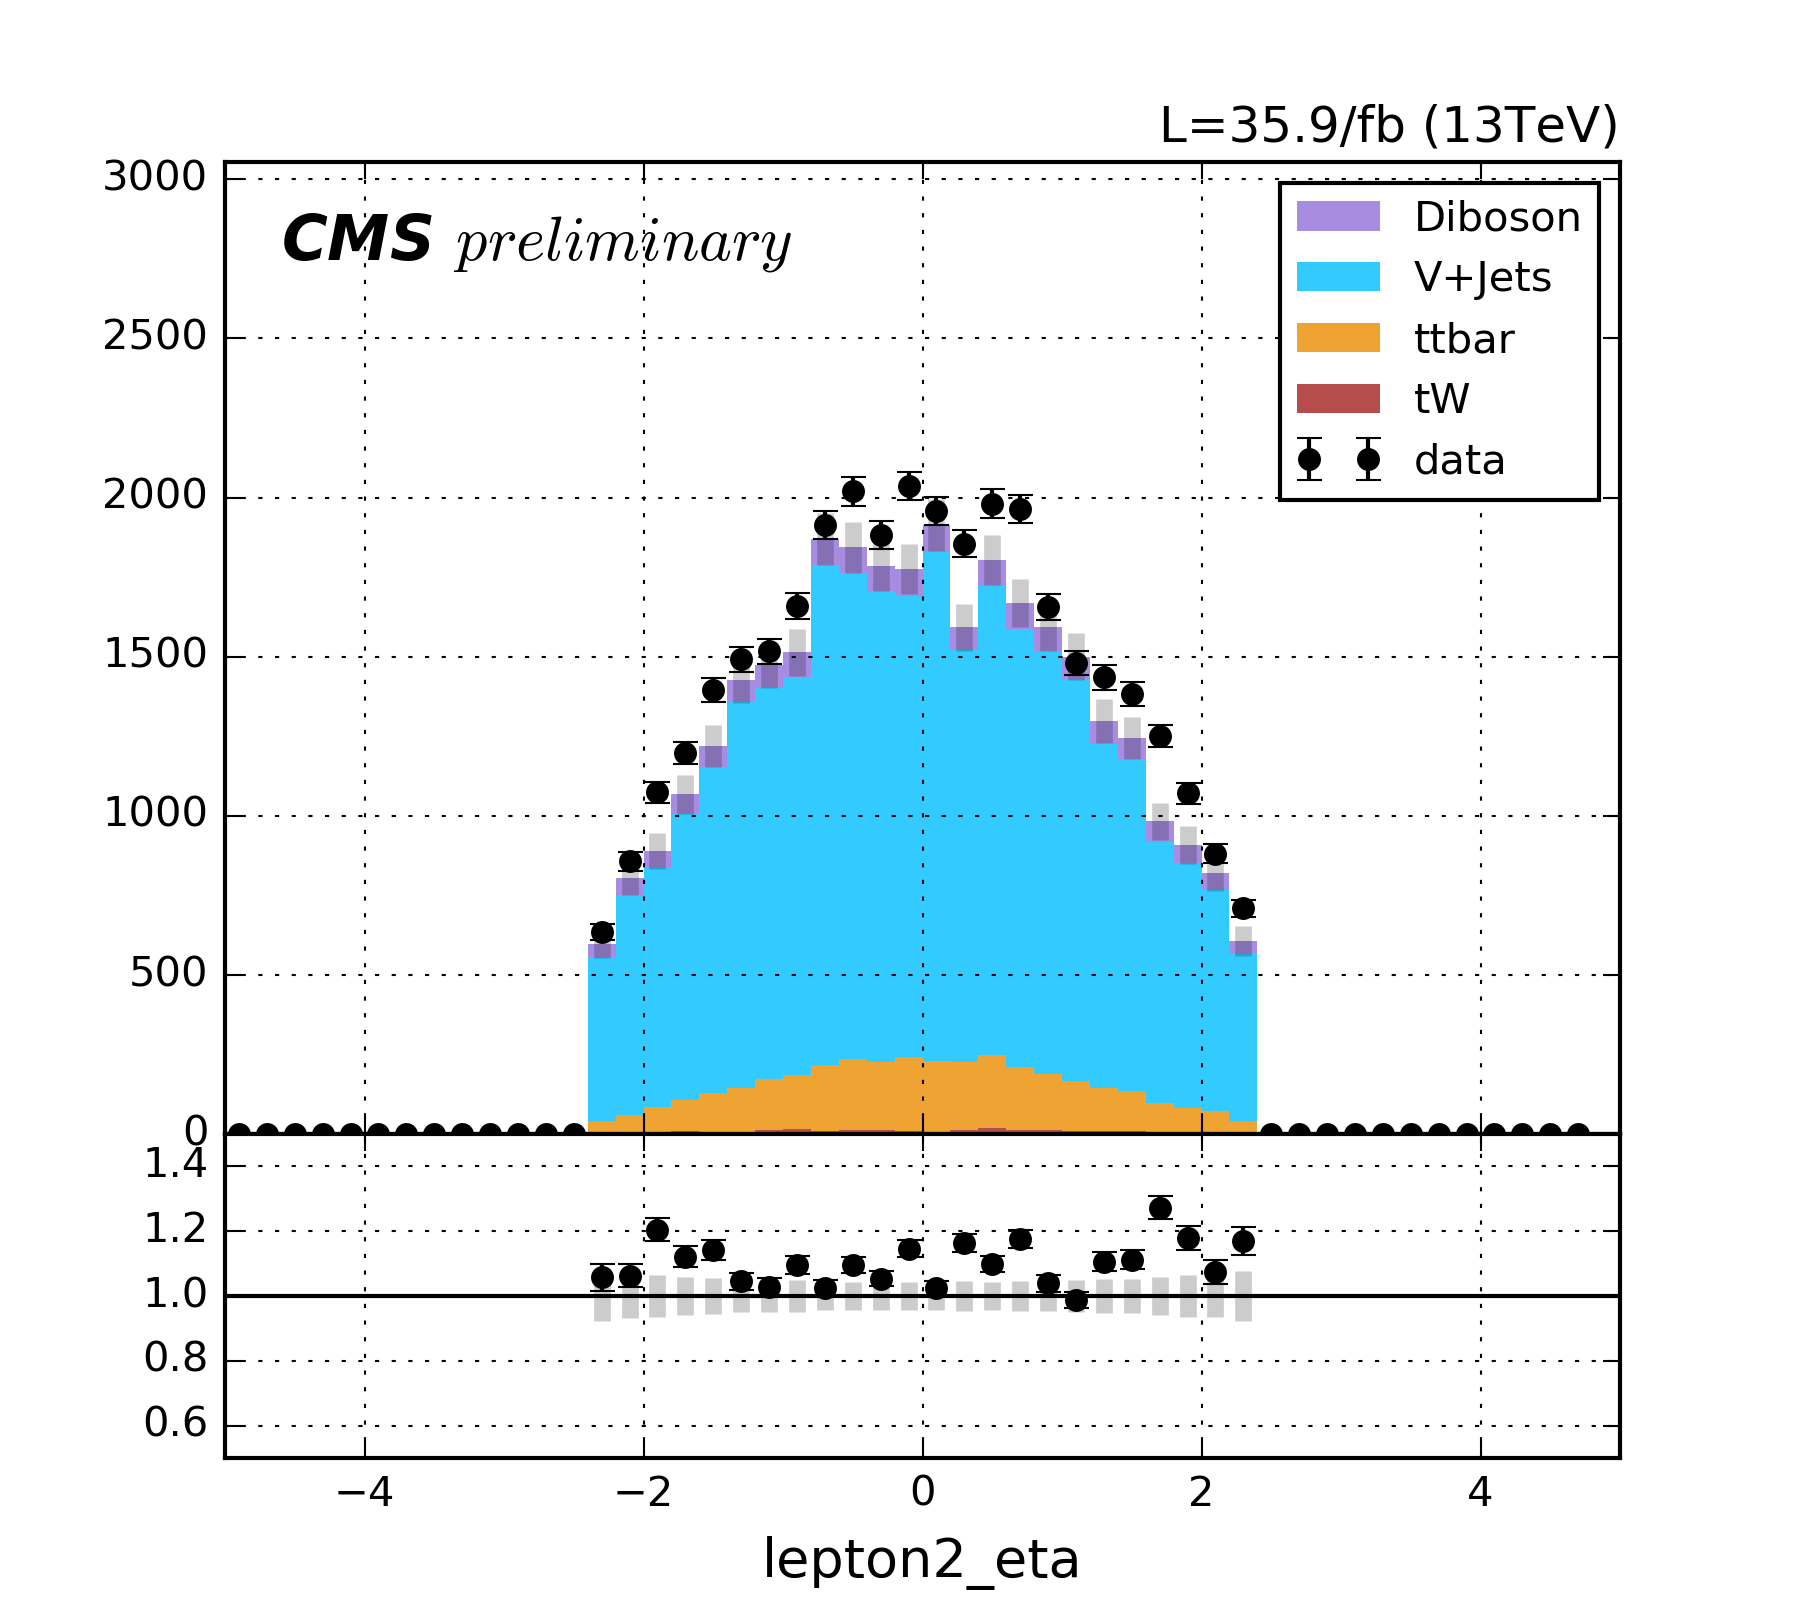 L=35.9/fb (13TeV)
CMS preliminary
Diboson
V+Jets
ttbar
tW
data
3000
2500
2000
1500
1000
500
0
1.4
1.2
1.0
0.8
0.6
−4 −2 0 2 4
lepton2_eta